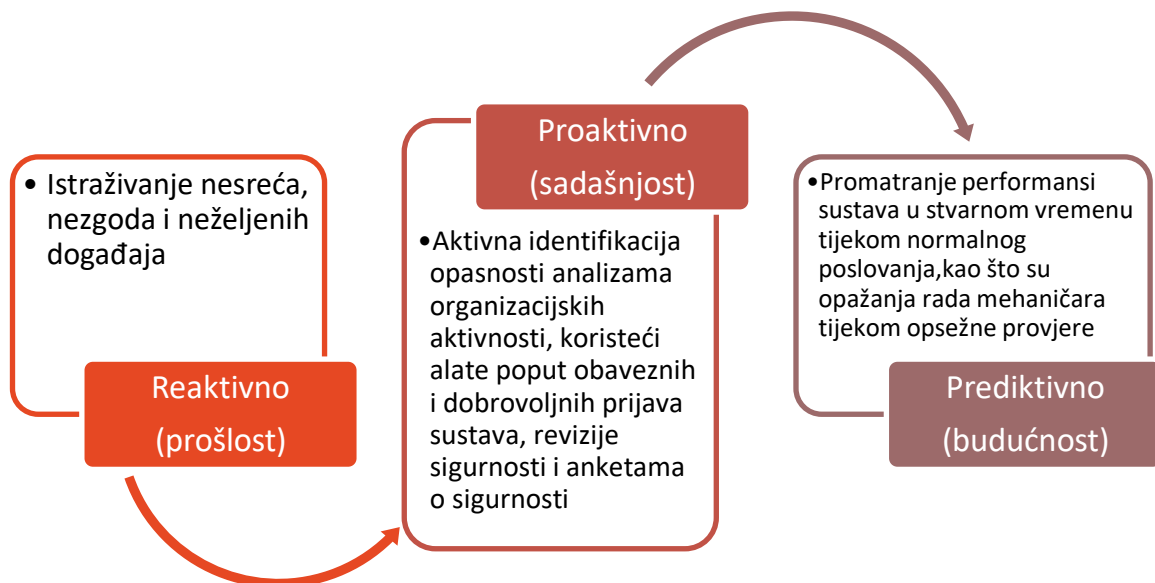 • Istraživanje nesreća,
nezgoda i neželjenih
događaja
Reaktivno
(prošlost)
Proaktivno
(sadašnjost)
•Aktivna identifikacija
opasnosti analizama
organizacijskih
aktivnosti, koristeći
alate poput obaveznih
i dobrovoljnih prijava
sustava, revizije
sigurnosti i anketama
o sigurnosti
•Promatranje performansi
sustava u stvarnom vremenu
tijekom normalnog
poslovanja,kao što su
opažanja rada mehaničara
tijekom opsežne provjere
Prediktivno
(budućnost)